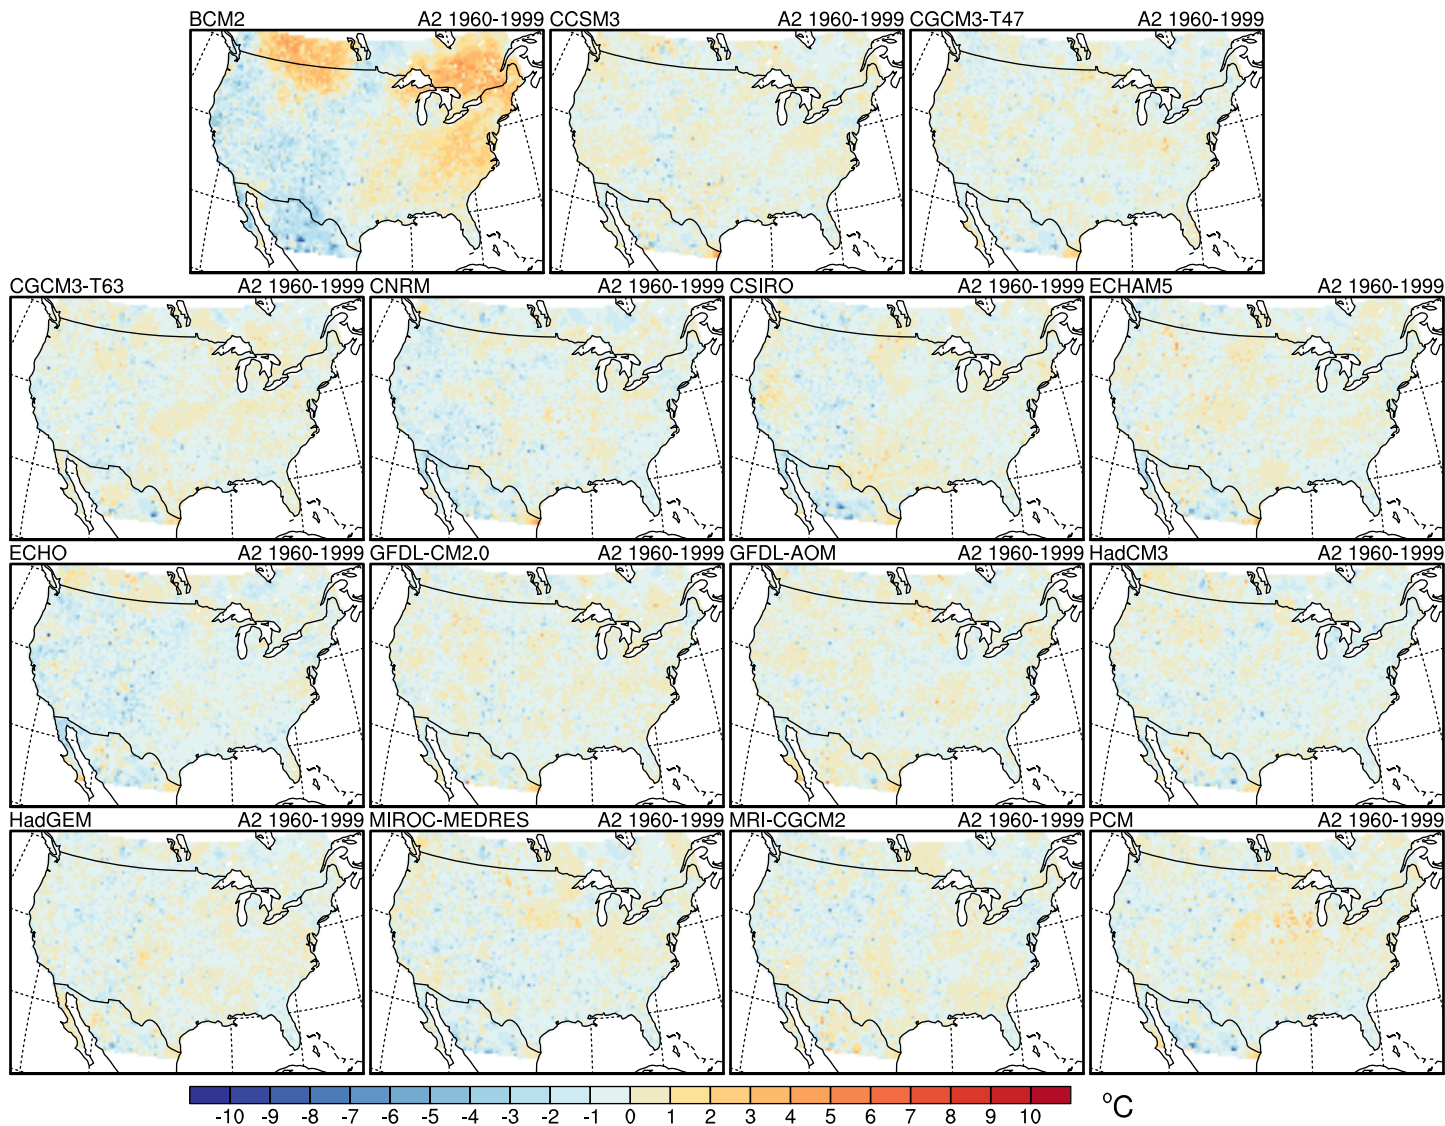 BCM2 A2 1960-1999 CCSM3 A2 1960-1999 CGCM3-T47 A2 1960-1999
CGCM3-T63 A2 1960-1999 CNRM A2 1960-1999 CSIRO A2 1960-1999 ECHAM5 A2 1960-1999
ECHO A2 1960-1999 GFDL-CM2.0 A2 1960-1999 GFDL-AOM A2 1960-1999 HadCM3 A2 1960-1999
HadGEM A2 1960-1999 MIROC-MEDRES A2 1960-1999 MRI-CGCM2 A2 1960-1999 PCM A2 1960-1999
-10 -9 -8 -7 -6 -5 -4 -3 -2 -1 0 1 2 3 4 5 6 7 8 9 10 °C